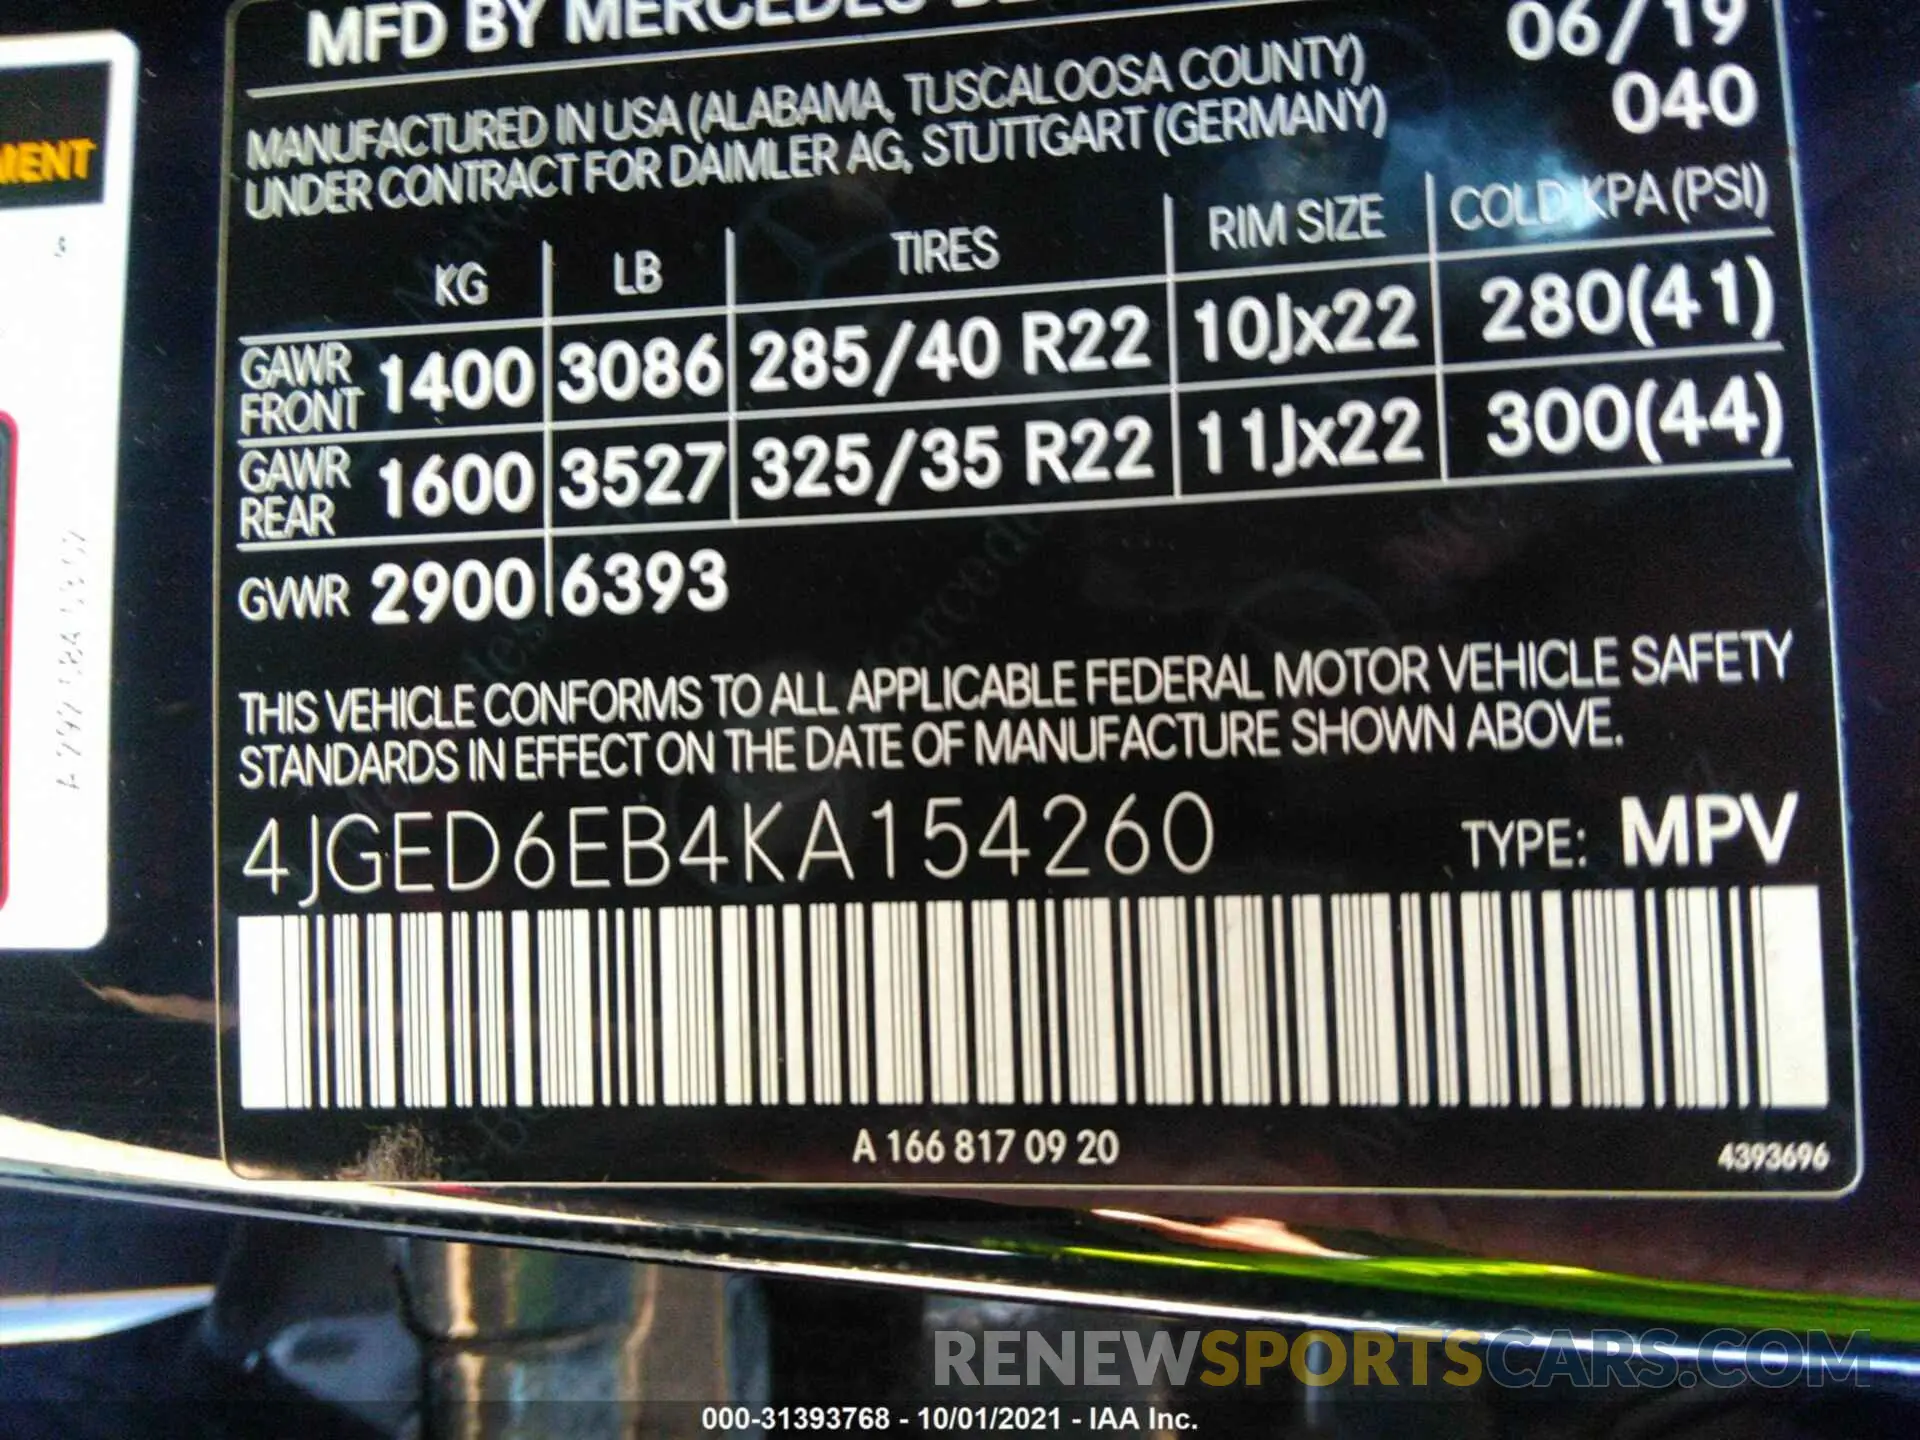 MFD BY MERCEDES
06/19
040
MANUFACTURED IN USA (ALABAMA, TUSCALOOSA COUNTY)
UNDER CONTRACT FOR DAIMLER AG, STUTTGART (GERMANY)
MENT
KG LB TIRES RIM SIZE COLD KPA (PSI)
GAWR FRONT 1400 3086 285/40 R22 10Jx22 280(41)
GAWR REAR 1600 3527 325/35 R22 11Jx22 300(44)
GVWR 2900 6393
THIS VEHICLE CONFORMS TO ALL APPLICABLE FEDERAL MOTOR VEHICLE SAFETY
STANDARDS IN EFFECT ON THE DATE OF MANUFACTURE SHOWN ABOVE.
4JGED6EB4KA154260 TYPE: MPV
A 166 817 09 20
4393696
RENEWSPORTSCARS.COM
000-31393768 - 10/01/2021 - IAA Inc.